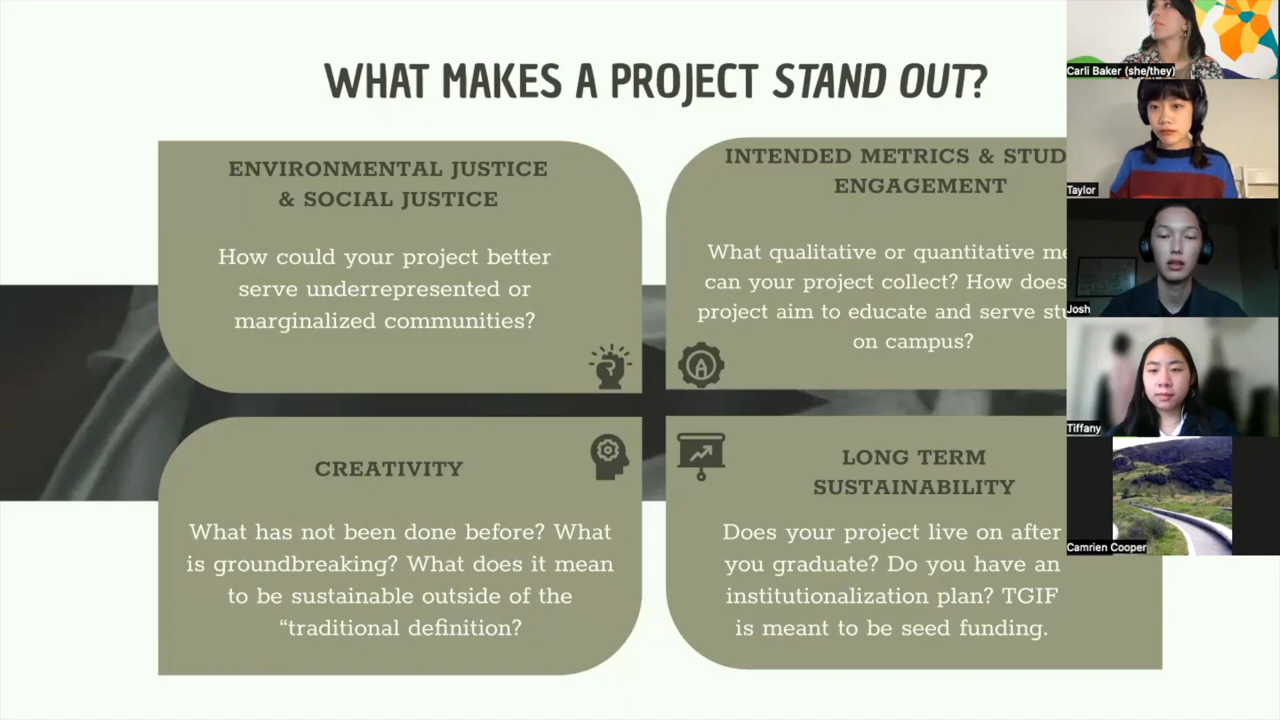 WHAT MAKES A PROJECT STAND OUT?
ENVIRONMENTAL JUSTICE
& SOCIAL JUSTICE
How could your project better
serve underrepresented or
marginalized communities?
INTENDED METRICS & STUD
ENGAGEMENT
What qualitative or quantitative me
can your project collect? How does
project aim to educate and serve stu
on campus?
CREATIVITY
What has not been done before? What
is groundbreaking? What does it mean
to be sustainable outside of the
“traditional definition?
LONG TERM
SUSTAINABILITY
Does your project live on after
you graduate? Do you have an
institutionalization plan? TGIF
is meant to be seed funding.
Carli Baker (she/they)
Taylor
Josh
Tiffany
Camrien Cooper